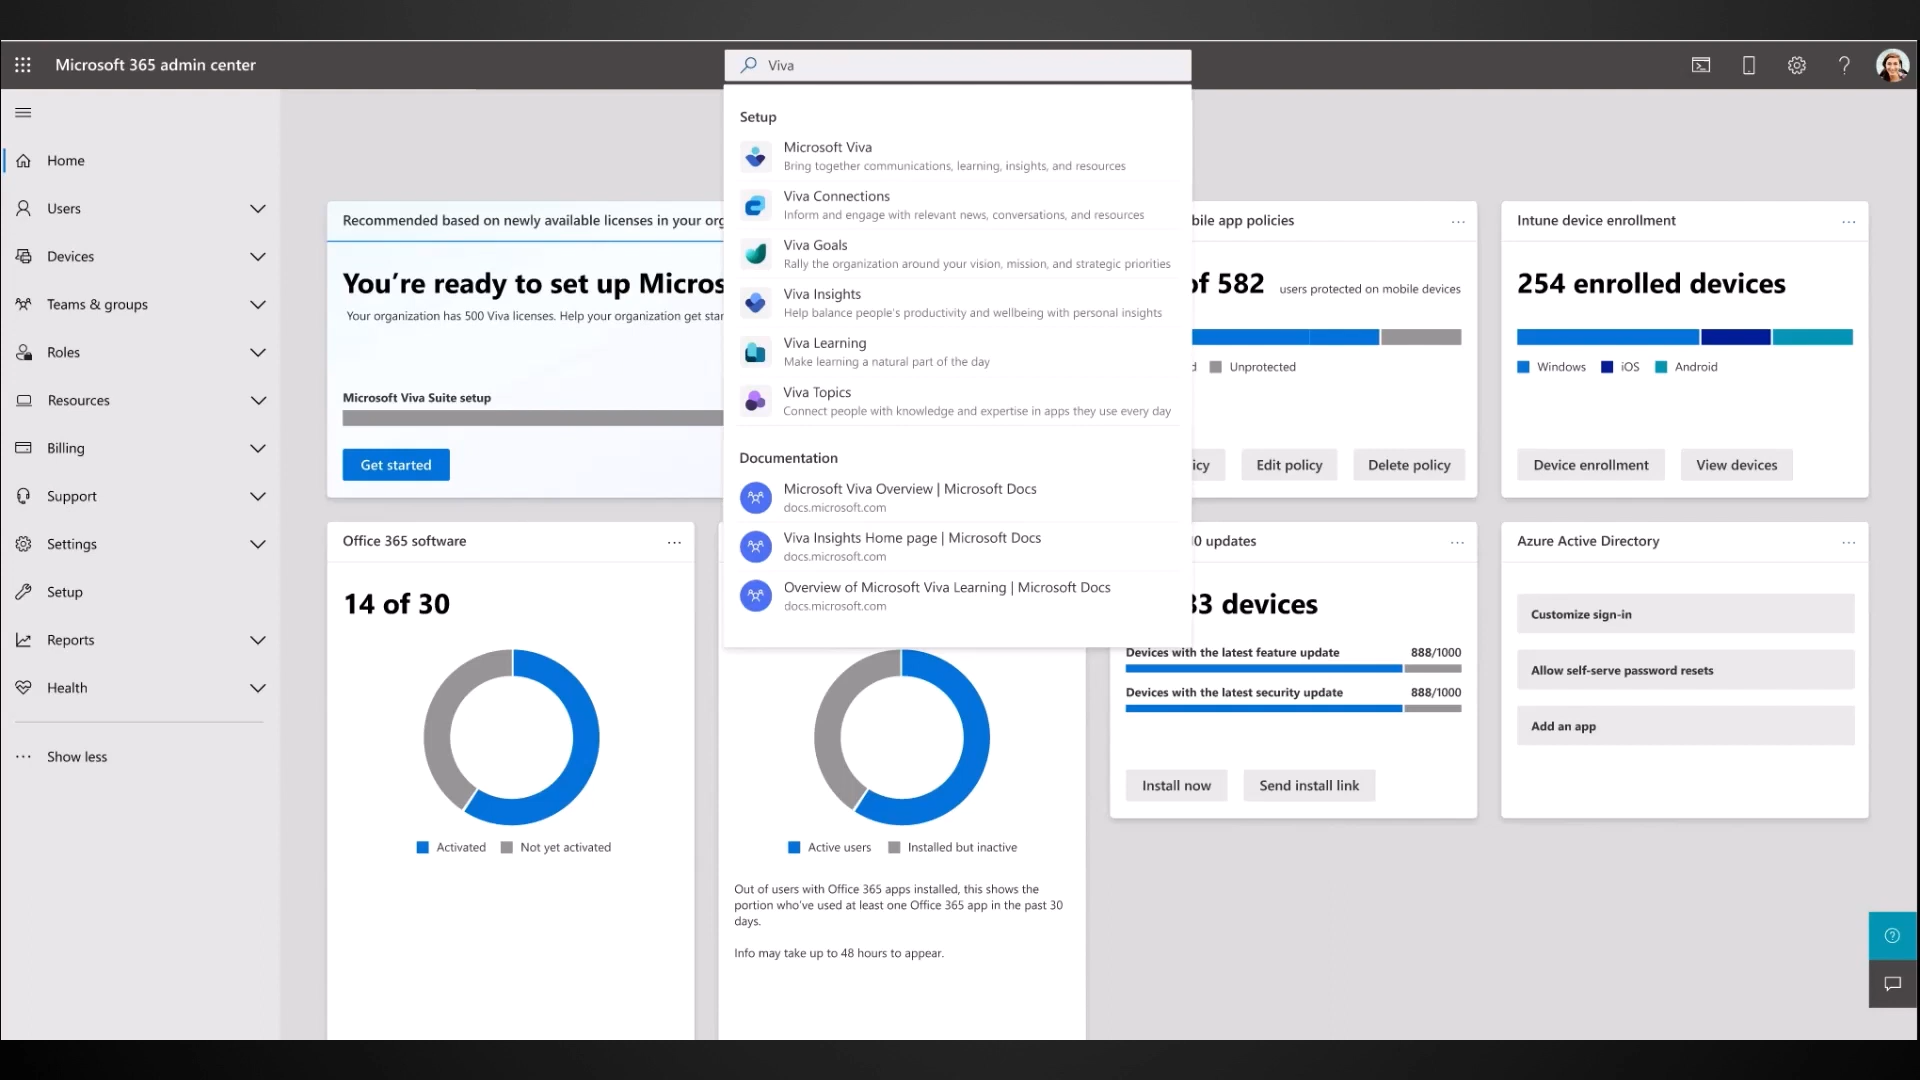 Microsoft 365 admin center
Viva
Home
Users
Devices
Teams & groups
Roles
Resources
Billing
Support
Settings
Setup
Reports
Health
Show less
Setup
Microsoft Viva
Bring together communications, learning, insights, and resources
Viva Connections
Inform and engage with relevant news, conversations, and resources
Viva Goals
Rally the organization around your vision, mission, and strategic priorities
Viva Insights
Help balance people's productivity and wellbeing with personal insights
Viva Learning
Make learning a natural part of the day
Viva Topics
Connect people with knowledge and expertise in apps they use every day
Documentation
Microsoft Viva Overview | Microsoft Docs
docs.microsoft.com
Viva Insights Home page | Microsoft Docs
docs.microsoft.com
Overview of Microsoft Viva Learning | Microsoft Docs
docs.microsoft.com
Recommended based on newly available licenses in your org
You’re ready to set up Micros
Your organization has 500 Viva licenses. Help your organization get star
Microsoft Viva Suite setup
Get started
bile app policies
of 582 users protected on mobile devices
d Unprotected
icy Edit policy Delete policy
Intune device enrollment
254 enrolled devices
Windows iOS Android
Device enrollment View devices
Office 365 software
14 of 30
Activated Not yet activated
Active users Installed but inactive
Out of users with Office 365 apps installed, this shows the
portion who've used at least one Office 365 app in the past 30
days.
Info may take up to 48 hours to appear.
0 updates
33 devices
Devices with the latest feature update 888/1000
Devices with the latest security update 888/1000
Install now Send install link
Azure Active Directory
Customize sign-in
Allow self-serve password resets
Add an app